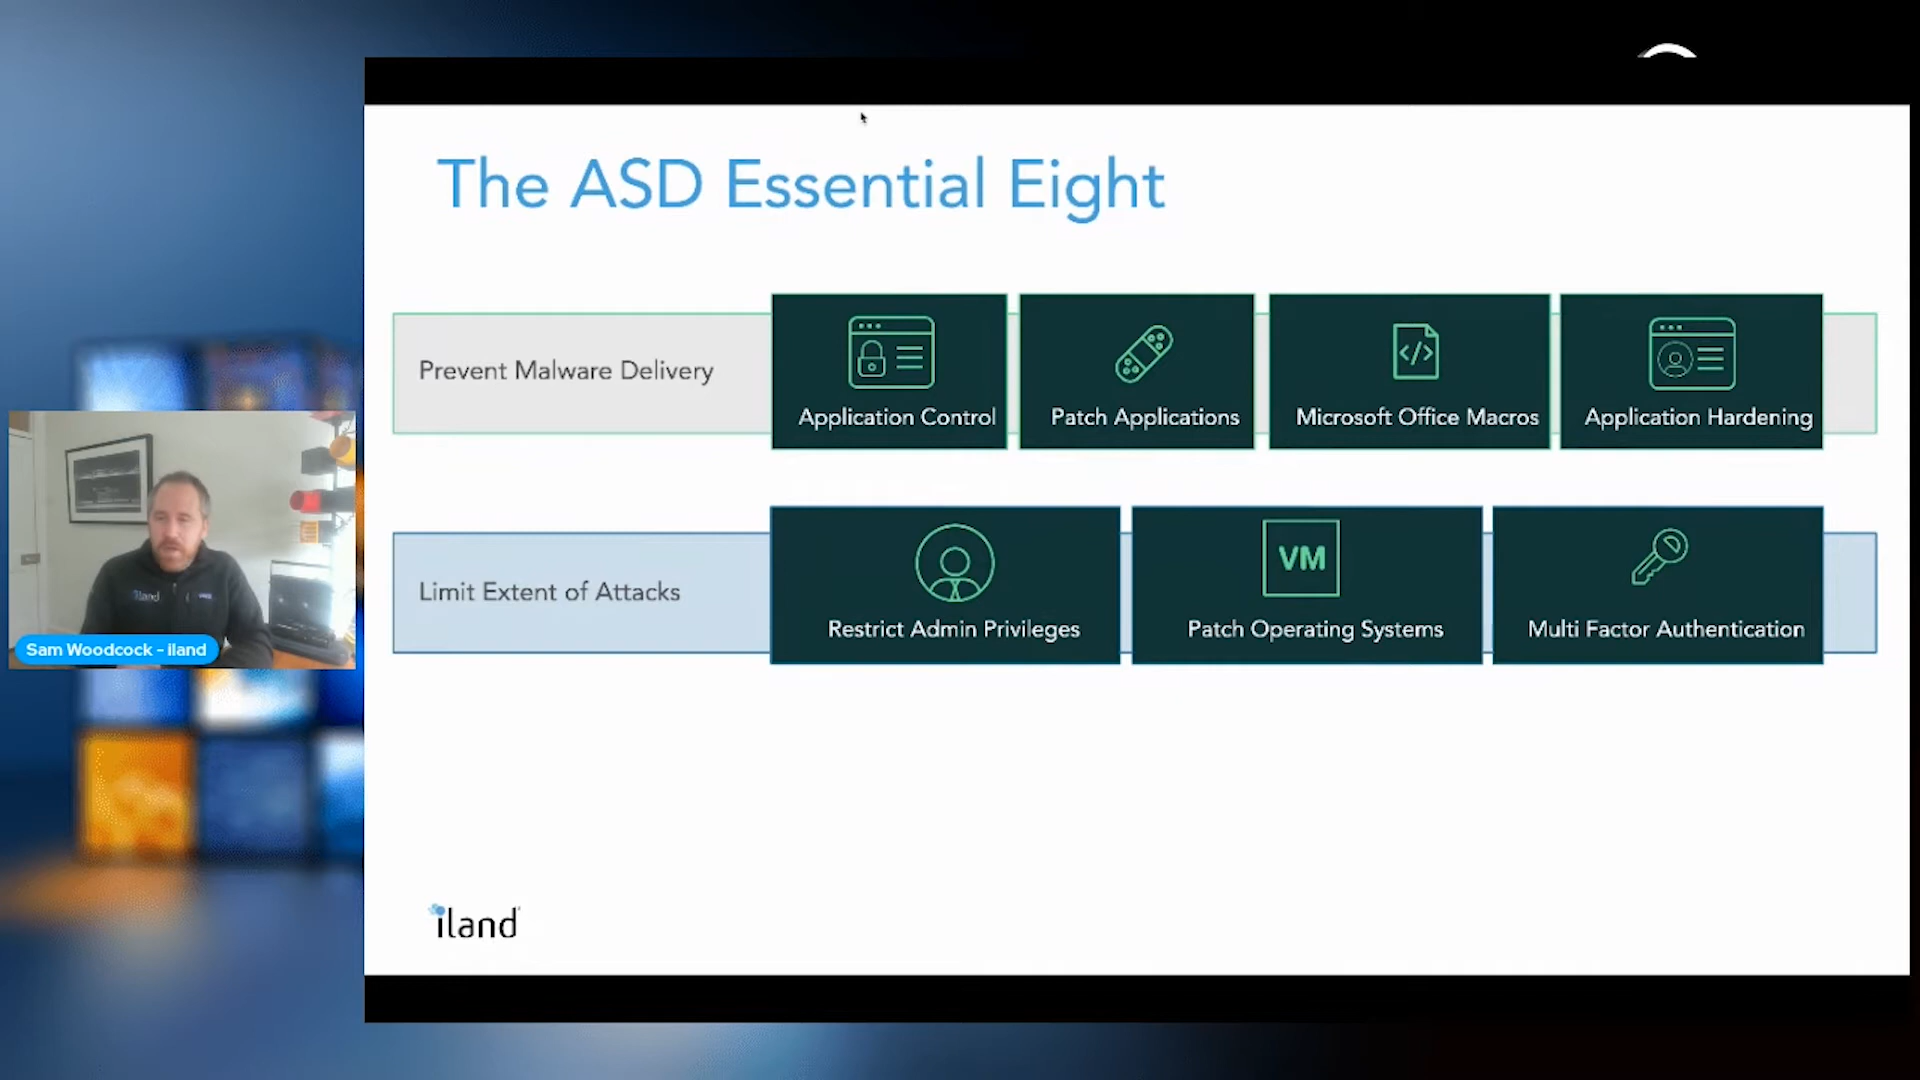 The ASD Essential Eight
Prevent Malware Delivery
Application Control
Patch Applications
Microsoft Office Macros
Application Hardening
Limit Extent of Attacks
Restrict Admin Privileges
VM
Patch Operating Systems
Multi Factor Authentication
iland
Sam Woodcock - iland
iland